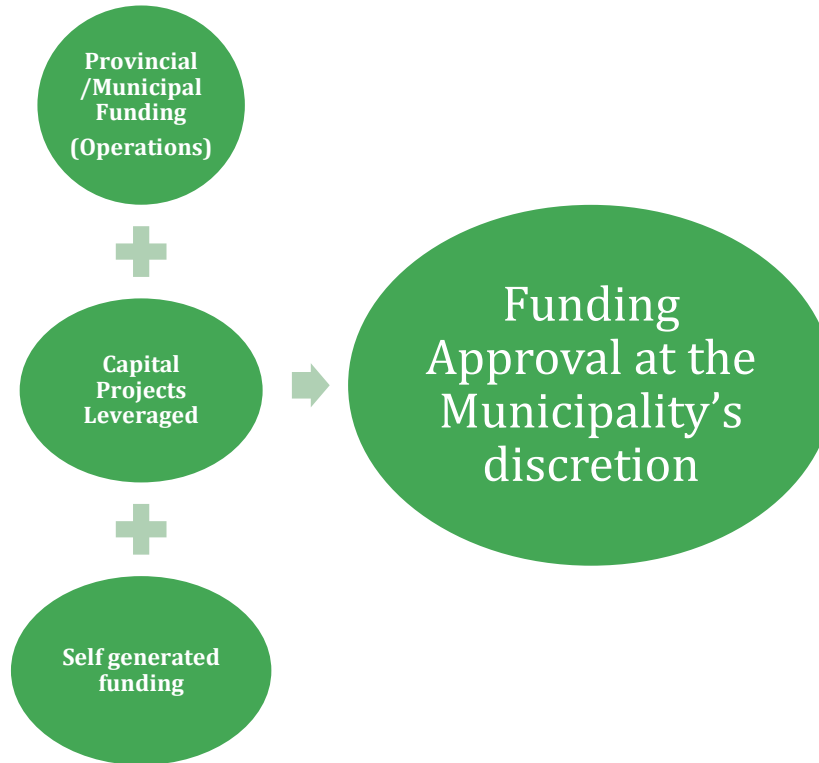 Provincial
/Municipal
Funding
(Operations)
Capital
Projects
Leveraged
Self generated
funding
Funding
Approval at the
Municipality’s
discretion